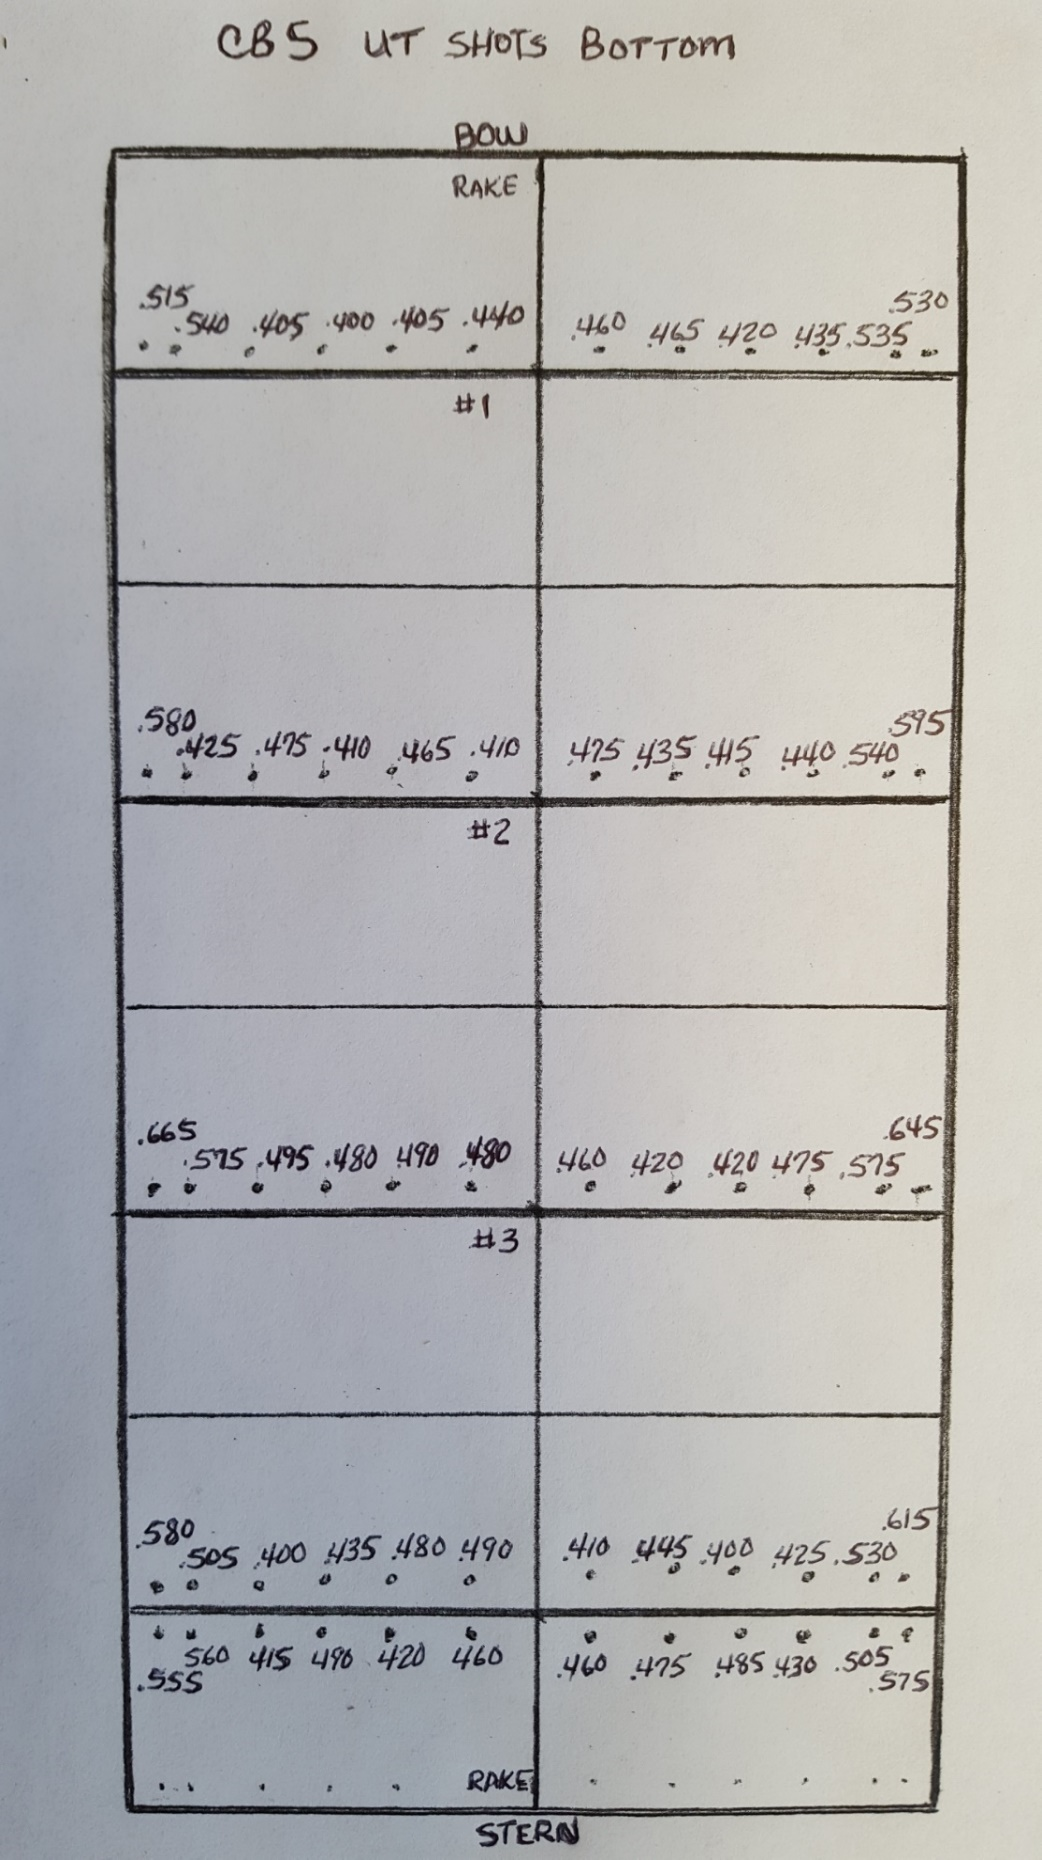 CB5 UT SHOTS BOTTOM
BOW
RAKE
.515 .530
.540 .405 .400 .405 .440 .460 .465 .420 .435 .535
#1
.580 .595
.425 .475 .410 .465 .410 .475 .435 .415 .440 .540
#2
.665 .645
.575 .495 .480 .490 .480 .460 .420 .420 .475 .575
#3
.580 .615
.505 .400 .435 .480 .490 .410 .445 .400 .425 .530
560 415 490 .420 460 .460 .475 .485 .430 .505
.555 .575
RAKE
STERN